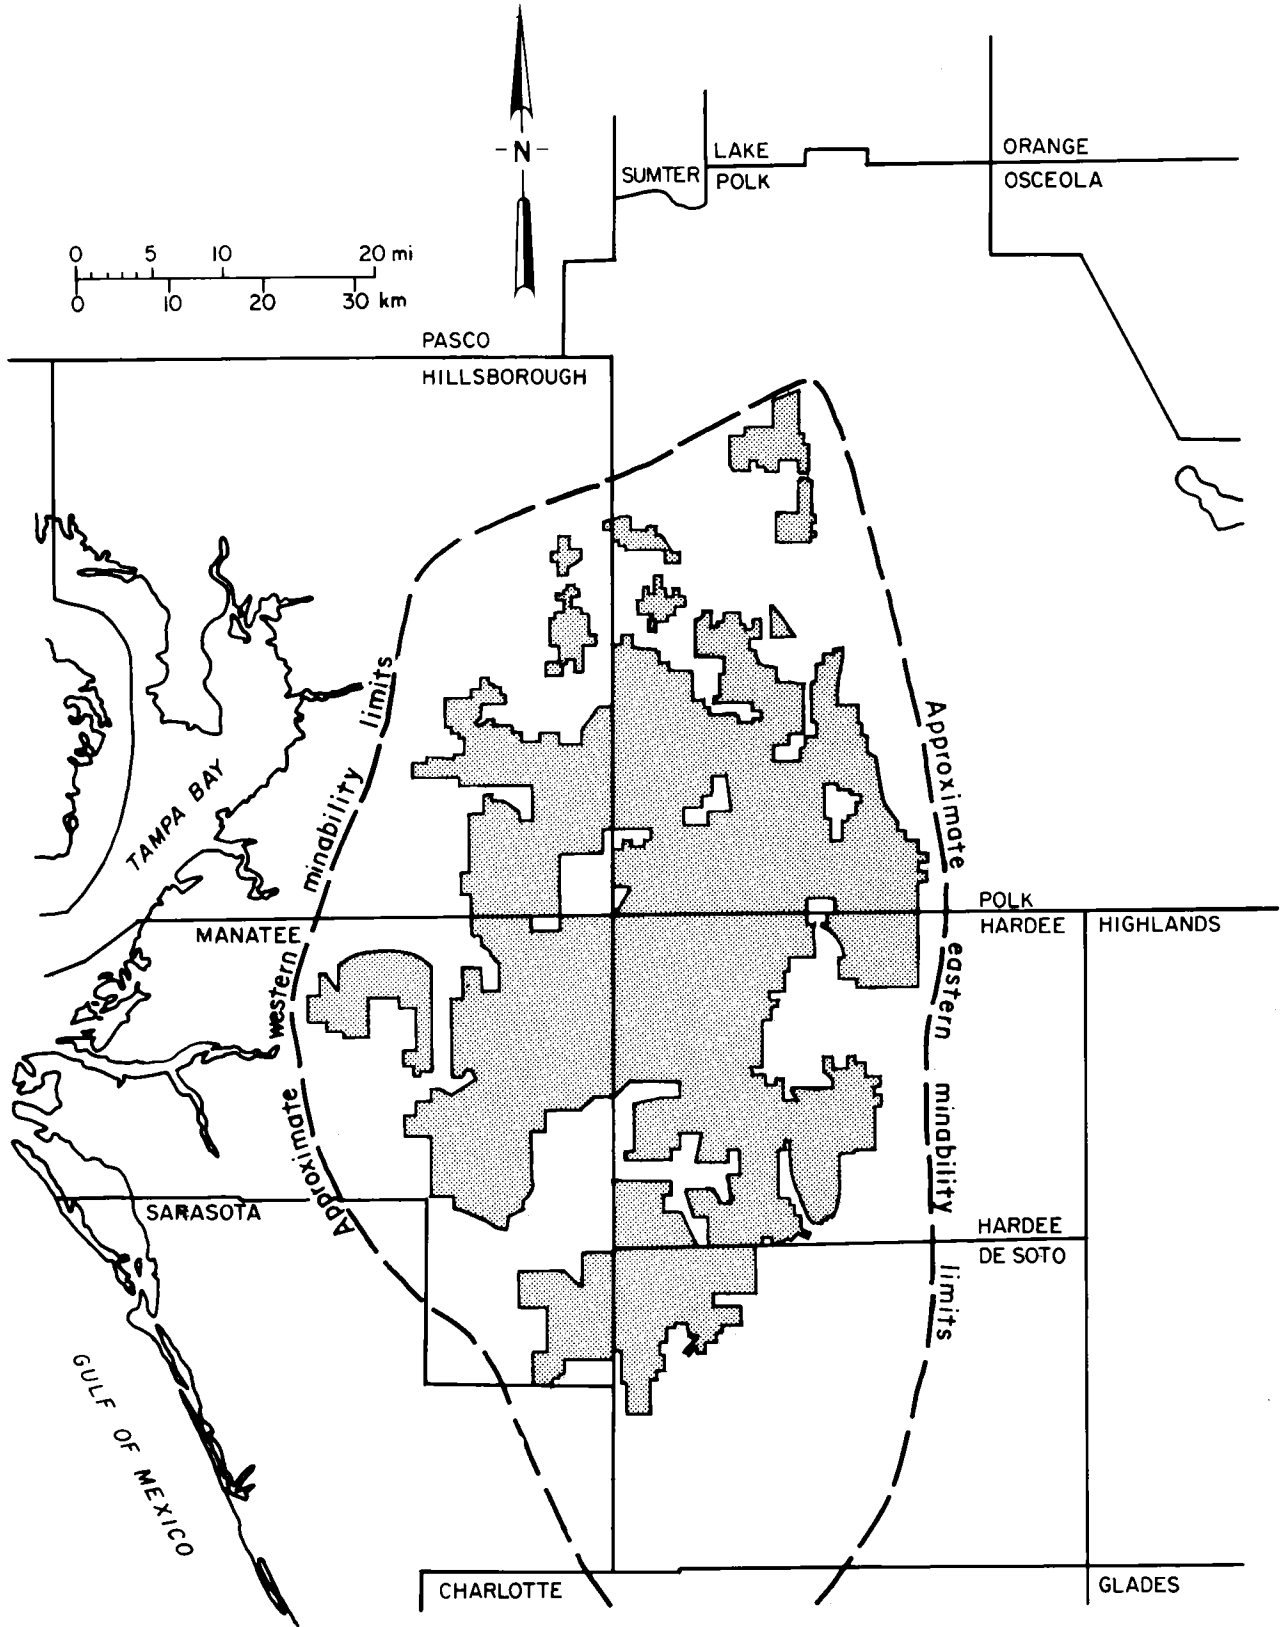 N
LAKE
ORANGE
SUMTER
POLK
OSCEOLA
0 5 10 20 mi
0 10 20 30 km
PASCO
HILLSBOROUGH
TAMPA BAY
Approximate western minability limits
Approximate eastern minability limits
POLK
MANATEE
HARDEE
HIGHLANDS
SARASOTA
HARDEE
DE SOTO
GULF OF MEXICO
CHARLOTTE
GLADES